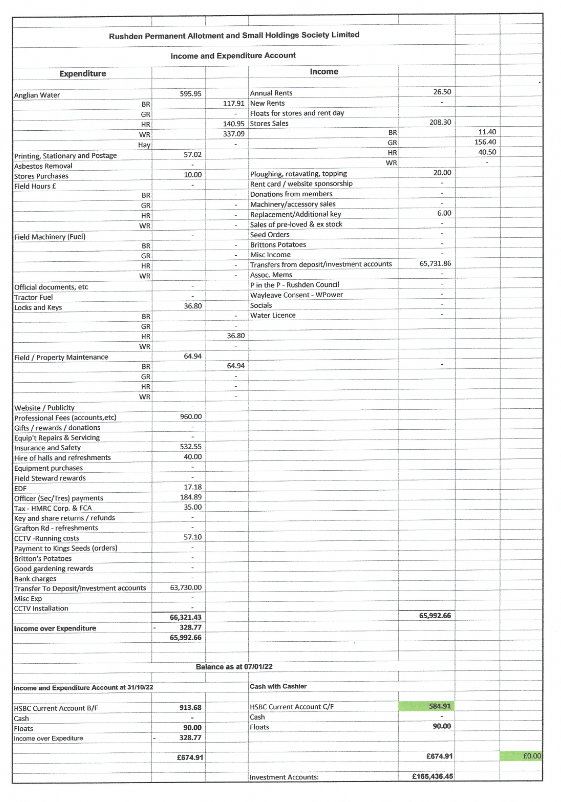 Rushden Permanent Allotment and Small Holdings Society Limited
Income and Expenditure Account
Expenditure Income
Anglian Water 595.95 Annual Rents 26.50
BR 117.91 New Rents -
GR - Floats for stores and rent day
HR 140.95 Stores Sales 208.30
WR 337.09 BR 11.40
Hay - GR 156.40
Printing, Stationary and Postage 57.02 HR 40.50
Asbestos Removal - WR -
Stores Purchases 10.00 Ploughing, rotavating, topping 20.00
Field Hours £ - Rent card / website sponsorship -
BR - Donations from members -
GR - Machinery/accessory sales -
HR - Replacement/Additional key 6.00
WR - Sales of pre-loved & ex stock -
Field Machinery (Fuel) - Seed Orders -
BR - Brittons Potatoes -
GR - Misc Income -
HR - Transfers from deposit/investment accounts 65,731.86
WR - Assoc. Mems -
Official documents, etc - P in the P - Rushden Council -
Tractor Fuel - Wayleave Consent - WPower -
Locks and Keys 36.80 Socials -
BR - Water Licence -
GR -
HR 36.80
WR -
Field / Property Maintenance 64.94
BR 64.94 -
GR -
HR -
WR -
Website / Publicity
Professional Fees (accounts,etc) 960.00
Gifts / rewards / donations -
Equip't Repairs & Servicing -
Insurance and Safety 532.55
Hire of halls and refreshments 40.00
Equipment purchases -
Field Steward rewards -
EDF 17.18
Officer (Sec/Tres) payments 184.89
Tax - HMRC Corp. & FCA 35.00
Key and share returns / refunds -
Grafton Rd - refreshments -
CCTV -Running costs 57.10
Payment to Kings Seeds (orders) -
Britton's Potatoes -
Good gardening rewards -
Bank charges
Transfer To Deposit/Investment accounts 63,730.00
Misc Exp -
CCTV Installation -
66,321.43 65,992.66
Income over Expenditure - 328.77
65,992.66
Balance as at 07/01/22
Income and Expenditure Account at 31/10/22 Cash with Cashier
HSBC Current Account B/F 913.68 HSBC Current Account C/F 584.91
Cash - Cash -
Floats 90.00 Floats 90.00
Income over Expediture - 328.77
£674.91 £674.91 £0.00
Investment Accounts: £165,436.45